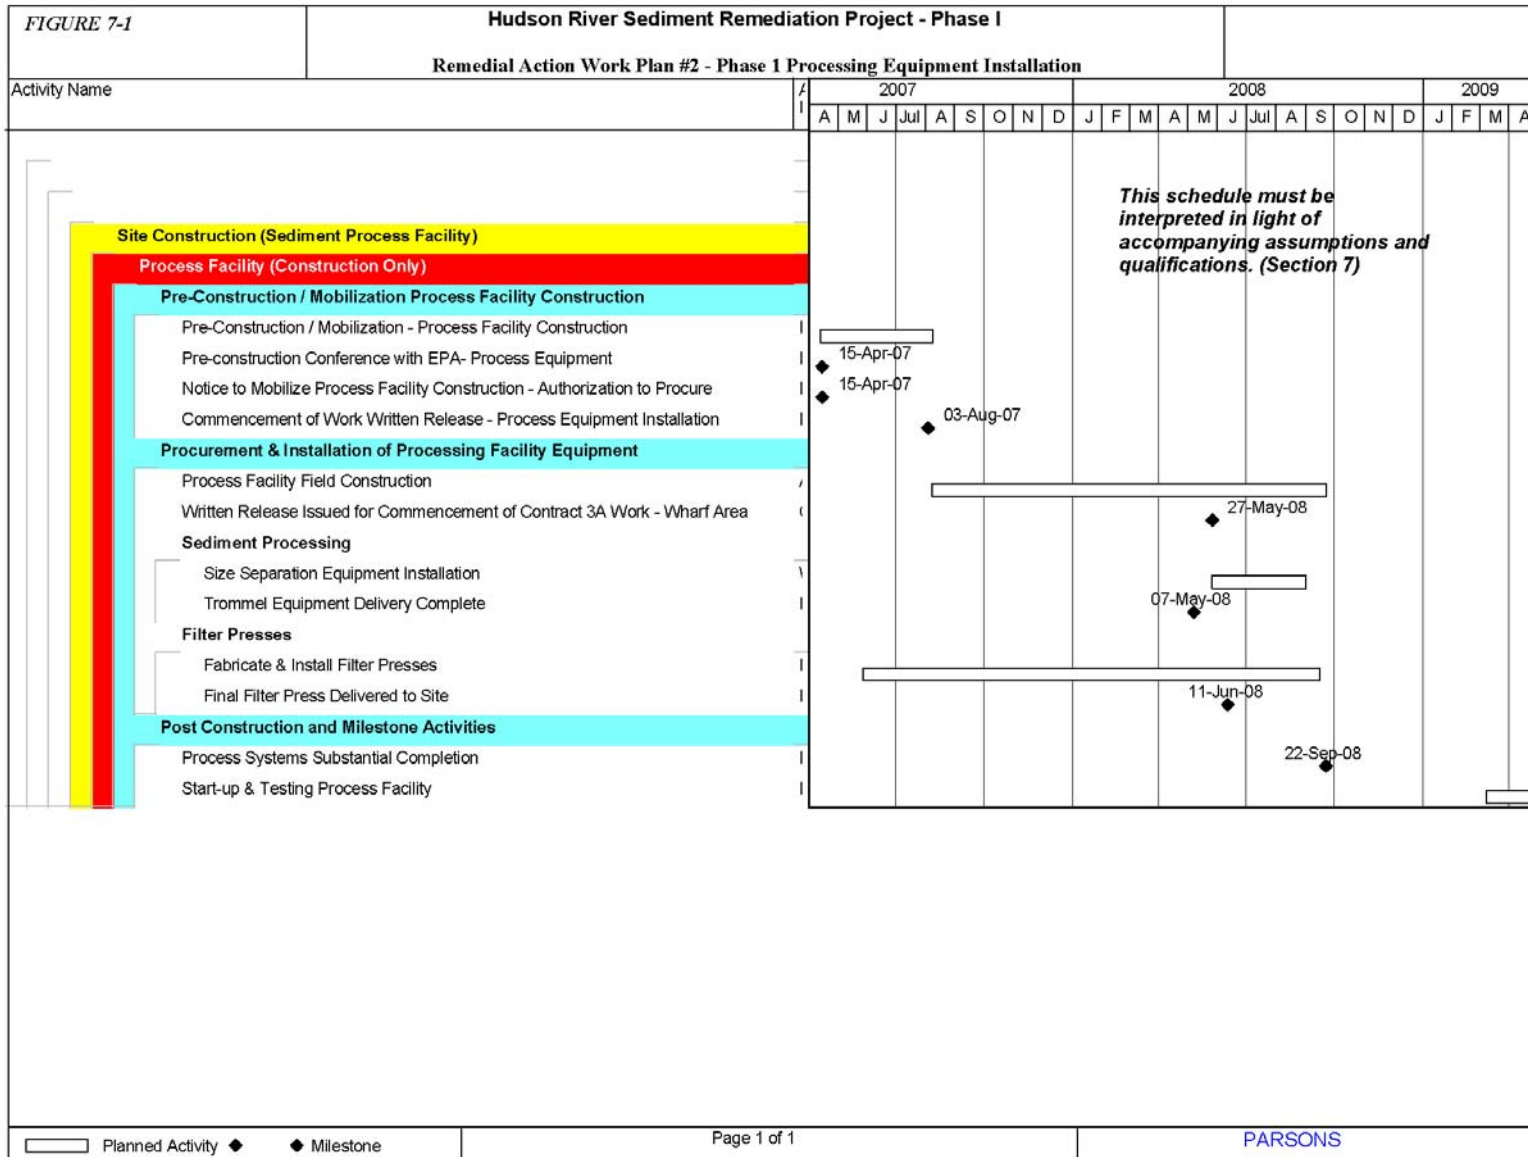 FIGURE 7-1
Hudson River Sediment Remediation Project - Phase I
Remedial Action Work Plan #2 - Phase 1 Processing Equipment Installation
Activity Name
2007 2008 2009
A M J Jul A S O N D J F M A M J Jul A S O N D J F M A
This schedule must be
interpreted in light of
accompanying assumptions and
qualifications. (Section 7)
Site Construction (Sediment Process Facility)
Process Facility (Construction Only)
Pre-Construction / Mobilization Process Facility Construction
Pre-Construction / Mobilization - Process Facility Construction
Pre-construction Conference with EPA- Process Equipment 15-Apr-07
Notice to Mobilize Process Facility Construction - Authorization to Procure 15-Apr-07
Commencement of Work Written Release - Process Equipment Installation 03-Aug-07
Procurement & Installation of Processing Facility Equipment
Process Facility Field Construction
Written Release Issued for Commencement of Contract 3A Work - Wharf Area 27-May-08
Sediment Processing
Size Separation Equipment Installation
Trommel Equipment Delivery Complete 07-May-08
Filter Presses
Fabricate & Install Filter Presses
Final Filter Press Delivered to Site 11-Jun-08
Post Construction and Milestone Activities
Process Systems Substantial Completion 22-Sep-08
Start-up & Testing Process Facility
Planned Activity Milestone
Page 1 of 1
PARSONS